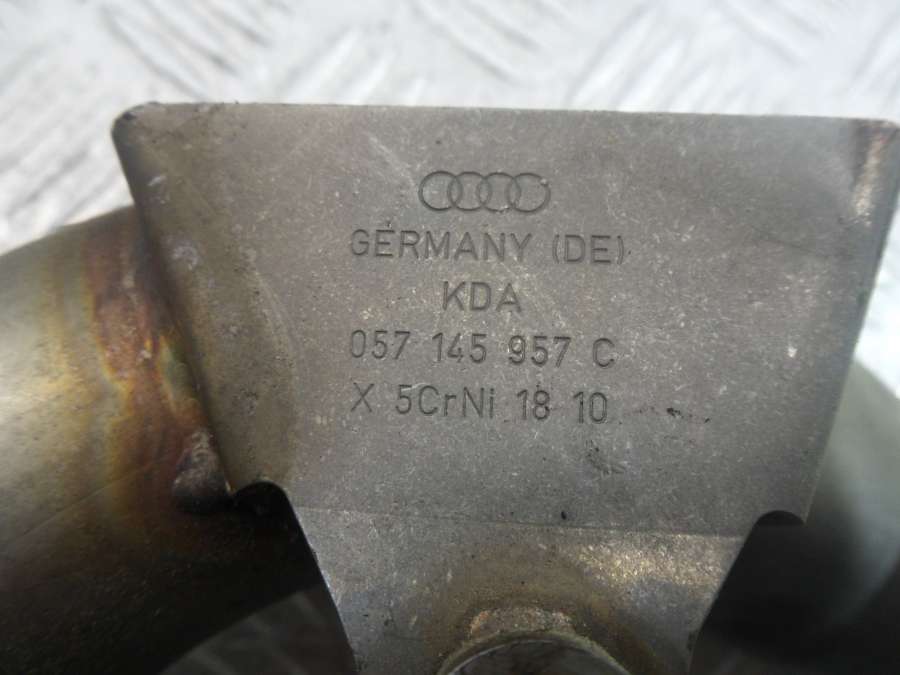 GERMANY (DE)
KDA
057 145 957 C
X 5CrNi 18 10